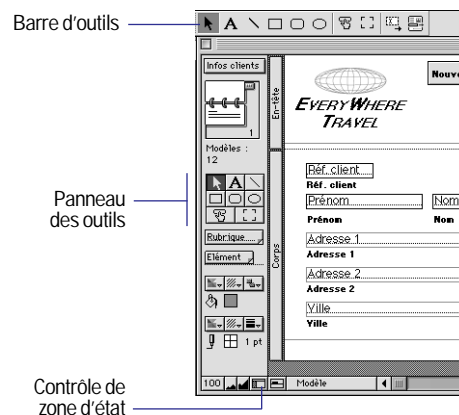 Barre d'outils
A
Infos clients
1
Modèles :
12
A
Rubrique
Elément
1 pt
Panneau
des outils
Contrôle de
zone d'état
En-tête
Corps
EVERYWHERE
TRAVEL
Nouve
Réf. client
Réf. client
Prénom
Nom
Prénom
Nom
Adresse 1
Adresse 1
Adresse 2
Adresse 2
Ville
Ville
100
Modèle